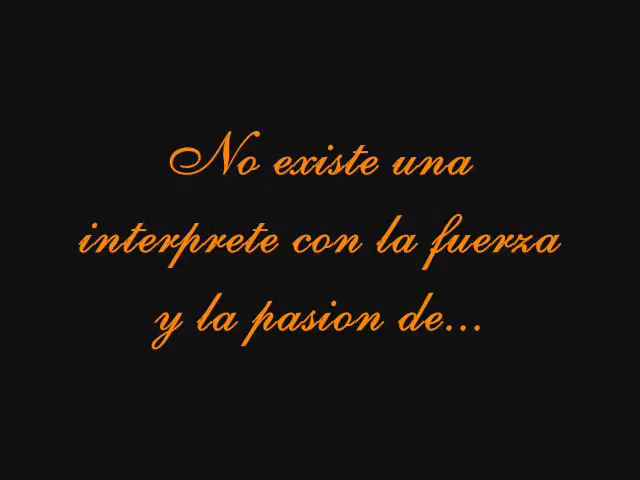 No existe una
interprete con la fuerza
y la pasion de...